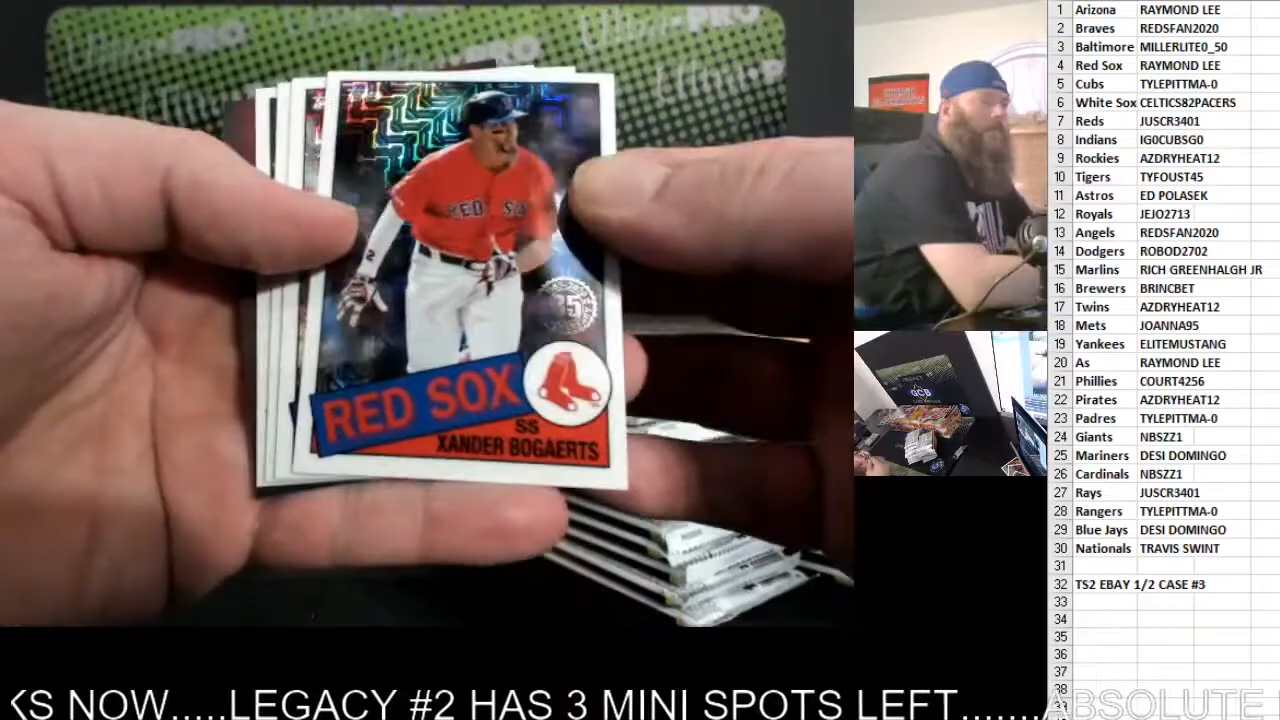 RED SOX
35
RED SOX
SS
XANDER BOGAERTS
1 Arizona RAYMOND LEE
2 Braves REDSFAN2020
3 Baltimore MILLERLITE0_50
4 Red Sox RAYMOND LEE
5 Cubs TYLEPITTMA-0
6 White Sox CELTICS82PACERS
7 Reds JUSCR3401
8 Indians IG0CUBSG0
9 Rockies AZDRYHEAT12
10 Tigers TYFOUST45
11 Astros ED POLASEK
12 Royals JEJO2713
13 Angels REDSFAN2020
14 Dodgers ROBOD2702
15 Marlins RICH GREENHALGH JR
16 Brewers BRINCBET
17 Twins AZDRYHEAT12
18 Mets JOANNA95
19 Yankees ELITEMUSTANG
20 As RAYMOND LEE
21 Phillies COURT4256
22 Pirates AZDRYHEAT12
23 Padres TYLEPITTMA-0
24 Giants NBSZZ1
25 Mariners DESI DOMINGO
26 Cardinals NBSZZ1
27 Rays JUSCR3401
28 Rangers TYLEPITTMA-0
29 Blue Jays DESI DOMINGO
30 Nationals TRAVIS SWINT
31
32 TS2 EBAY 1/2 CASE #3
33
34
35
36
37
38
GCB
KS NOW.....LEGACY #2 HAS 3 MINI SPOTS LEFT.......ABSOLUTE